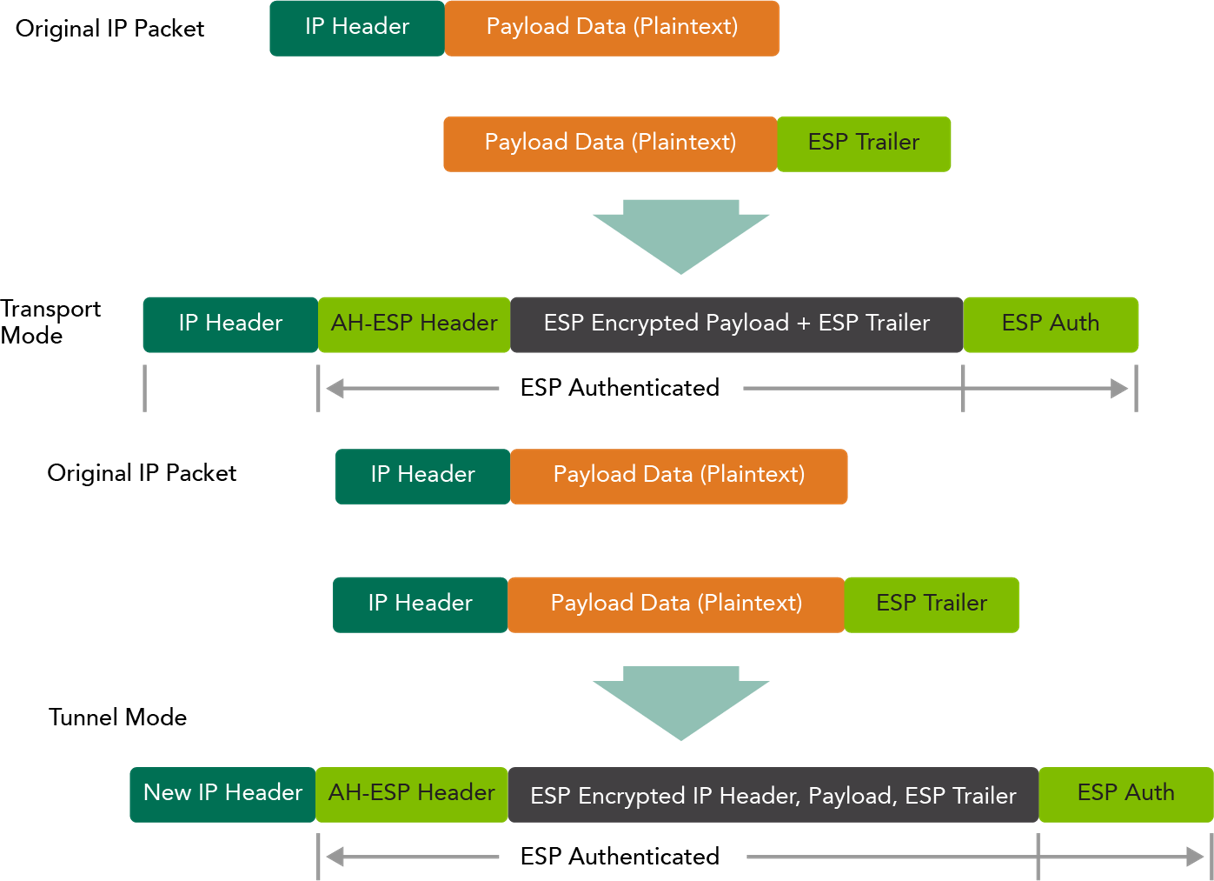 Original IP Packet
IP Header
Payload Data (Plaintext)
Payload Data (Plaintext)
ESP Trailer
Transport
Mode
IP Header
AH-ESP Header
ESP Encrypted Payload + ESP Trailer
ESP Auth
ESP Authenticated
Original IP Packet
IP Header
Payload Data (Plaintext)
IP Header
Payload Data (Plaintext)
ESP Trailer
Tunnel Mode
New IP Header
AH-ESP Header
ESP Encrypted IP Header, Payload, ESP Trailer
ESP Auth
ESP Authenticated